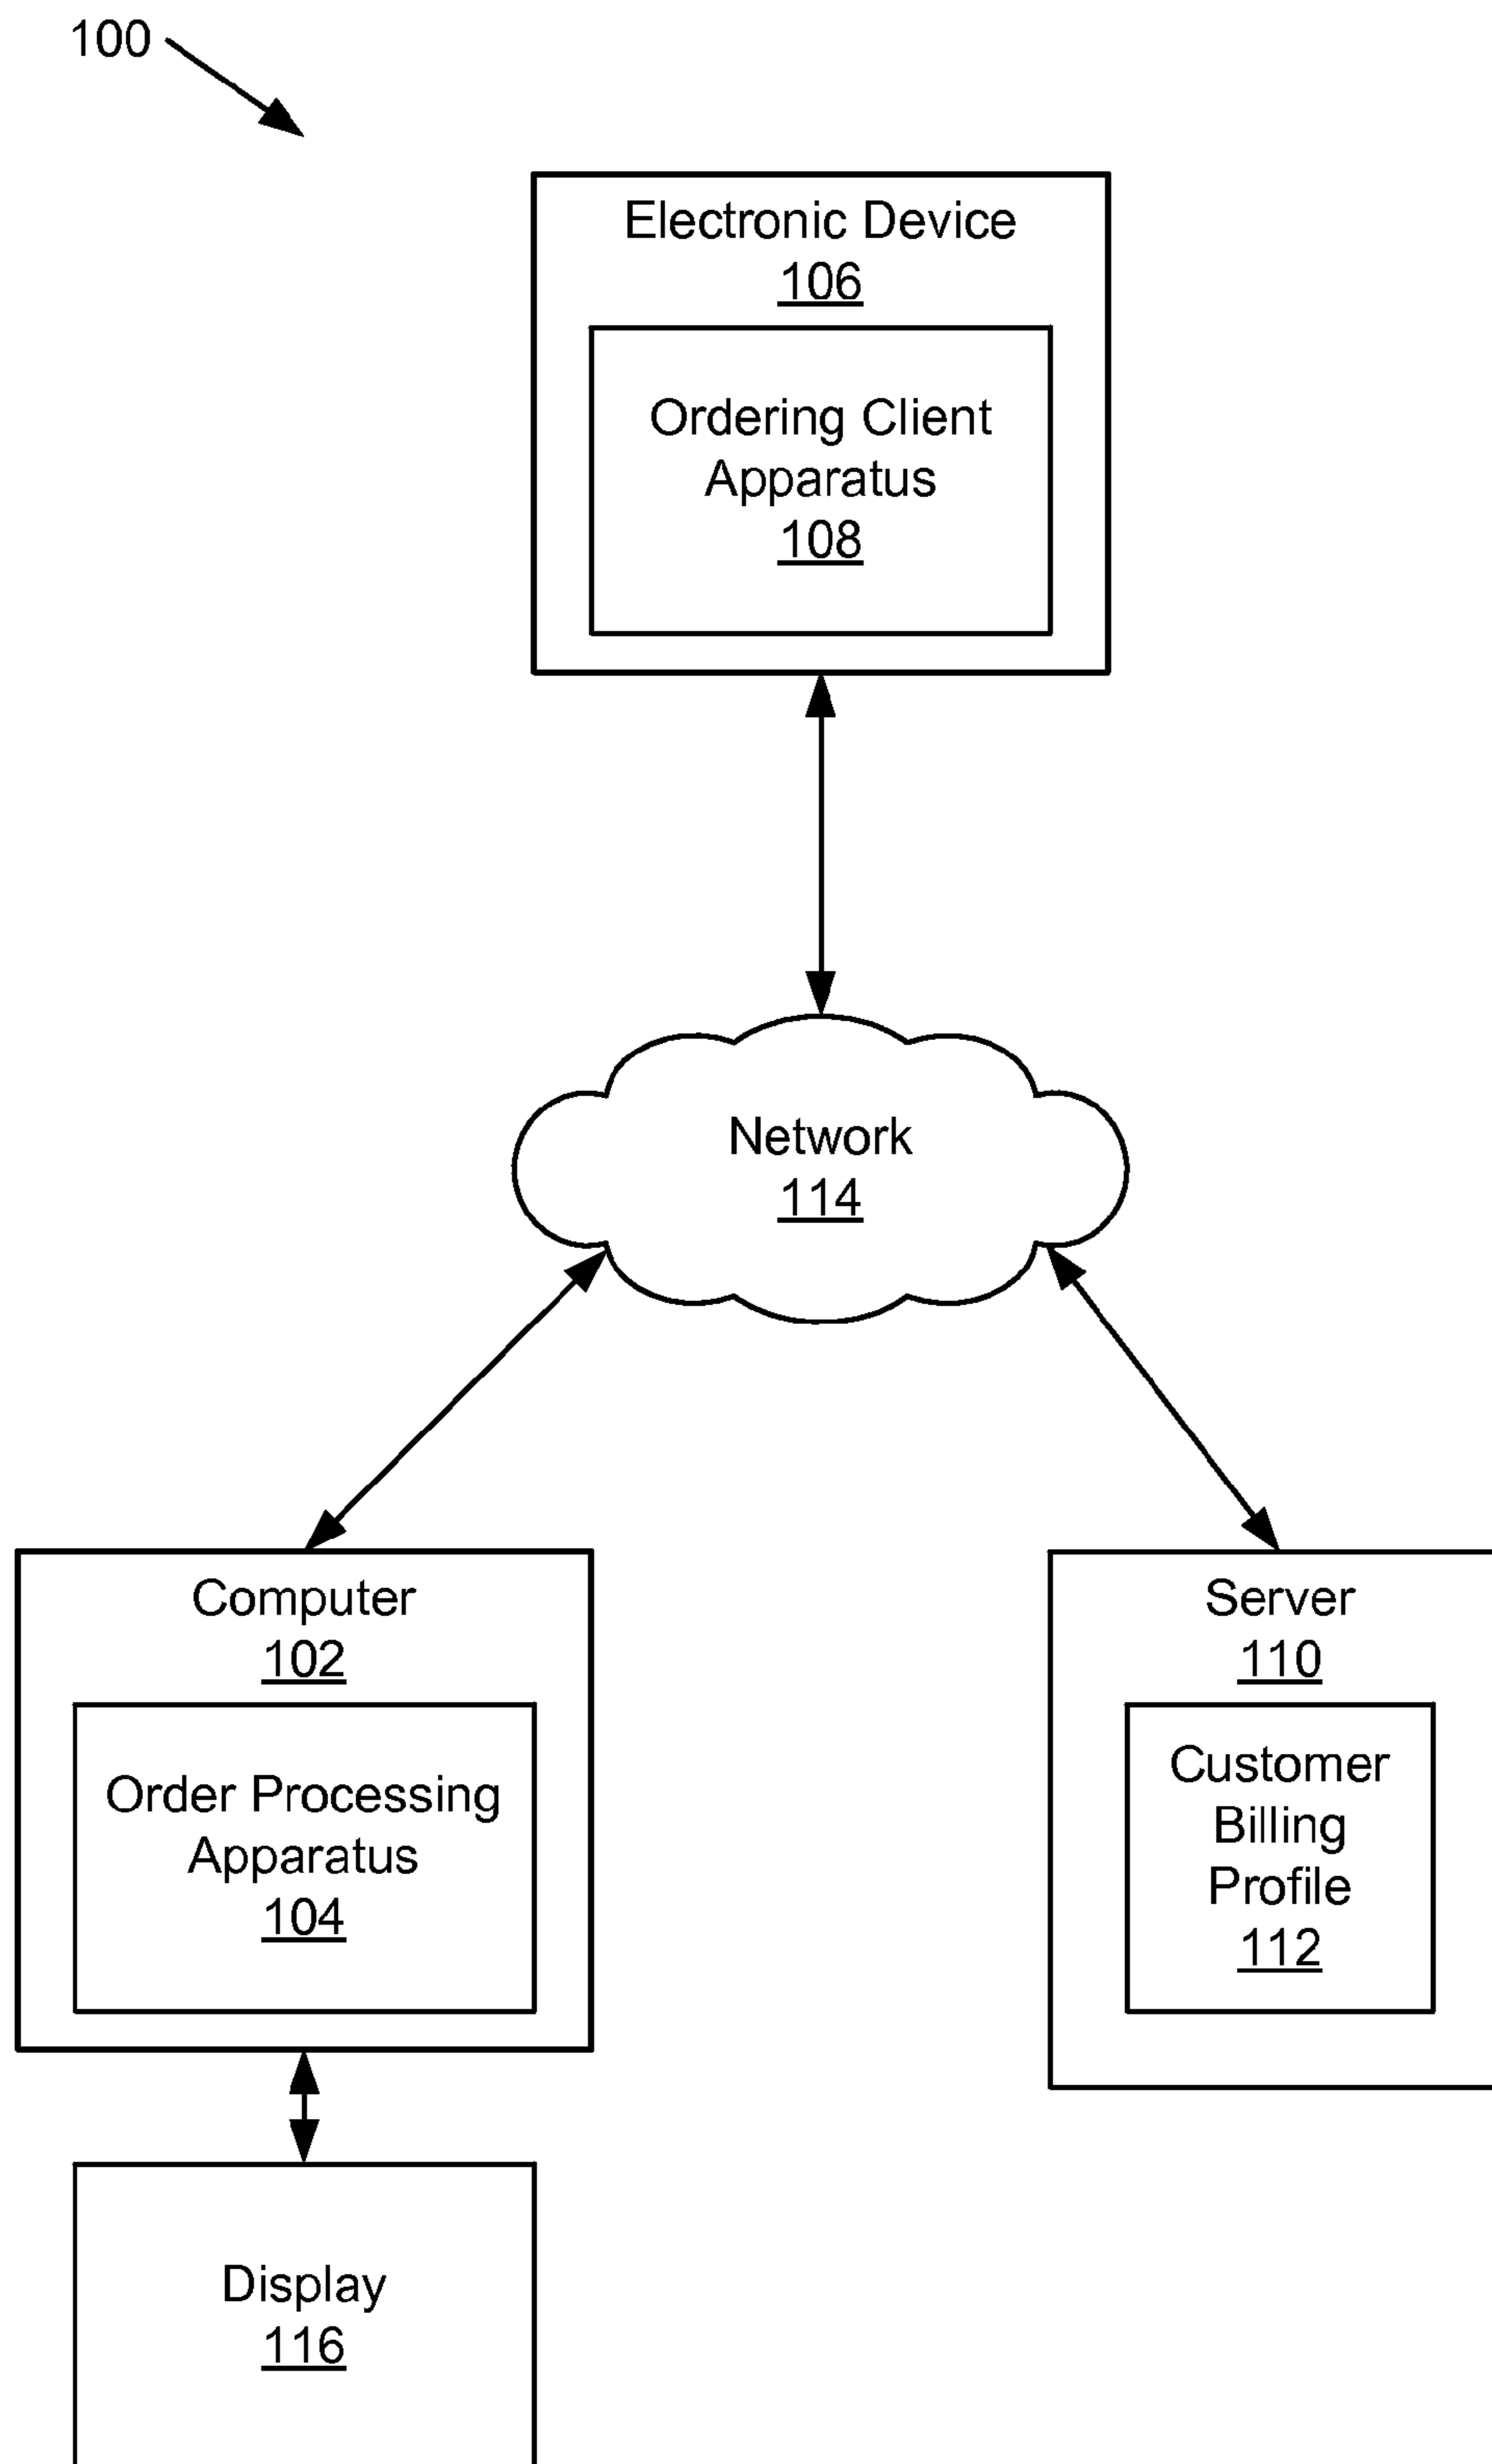 100
Electronic Device
106
Ordering Client
Apparatus
108
Network
114
Computer
102
Order Processing
Apparatus
104
Server
110
Customer
Billing
Profile
112
Display
116